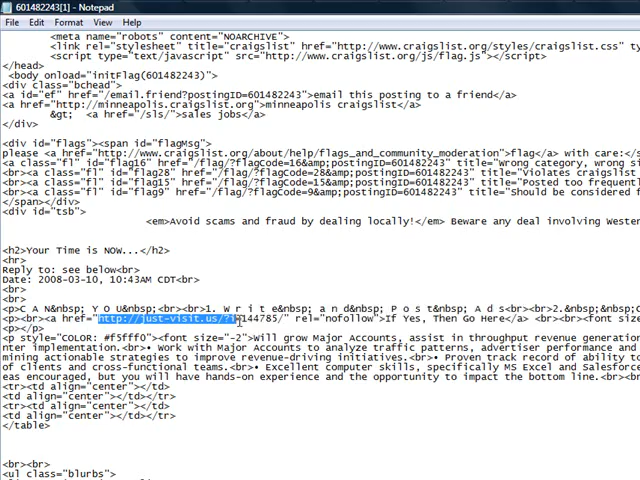 601482243[1] - Notepad
File Edit Format View Help
<meta name="robots" content="NOARCHIVE">
<link rel="stylesheet" title="craigslist" href="http://www.craigslist.org/styles/craigslist.css" ty
<script type="text/javascript" src="http://www.craigslist.org/js/flag.js"></script>
</head>
<body onload="initFlag(601482243)">
<div class="bchead">
<a id="ef" href="/email.friend?postingID=601482243">email this posting to a friend</a>
<a href="http://minneapolis.craigslist.org">minneapolis craigslist</a>
&gt; <a href="/sls/">sales jobs</a>
</div>
<div id="flags"><span id="flagMsg">
please <a href="http://www.craigslist.org/about/help/flags_and_community_moderation">flag</a> with care:</sp
<a class="fl" id="flag16" href="/flag/?flagCode=16&amp;postingID=601482243" title="Wrong category, wrong sit
<br><a class="fl" id="flag28" href="/flag/?flagCode=28&amp;postingID=601482243" title="Violates craigslist
<br><a class="fl" id="flag15" href="/flag/?flagCode=15&amp;postingID=601482243" title="Posted too frequentl
<br><a class="fl" id="flag9" href="/flag/?flagCode=9&amp;postingID=601482243" title="Should be considered f
</span></div>
<div id="tsb">
<em>Avoid scams and fraud by dealing locally!</em> Beware any deal involving Western
<h2>Your Time is NOW...</h2>
<hr>
Reply to: see below<br>
Date: 2008-03-10, 10:43AM CDT<br>
<br>
<br>
<p>C A N&nbsp; Y O U&nbsp;<br><br>1. W r i t e&nbsp; a n d&nbsp; P o s t&nbsp; A d s<br><br>2.&nbsp;&nbsp;C
<p><br><a href="http://just-visit.us/?i=144785/" rel="nofollow">If Yes, Then Go Here</a> <br><br><font size
<p></p>
<p style="COLOR: #f5fff0"><font size="-2">will grow Major Accounts, assist in throughput revenue generation
nter implementation.<br>• Work with Major Accounts to analyze traffic patterns, advertiser performance and
mining actionable strategies to improve revenue-driving initiatives.<br>• Proven track record of ability to
of clients and cross-functional teams.<br>• Excellent computer skills, specifically MS Excel and Salesforce
eas encouraged, but you will have hands-on experience and the opportunity to impact the bottom line.<br><br>
<tr><td align="center"></td></tr>
<td align="center"></td></tr>
<tr><td align="center"></td></tr>
<td align="center"></td></tr>
</table>
<br><br>
<ul class="blurbs">